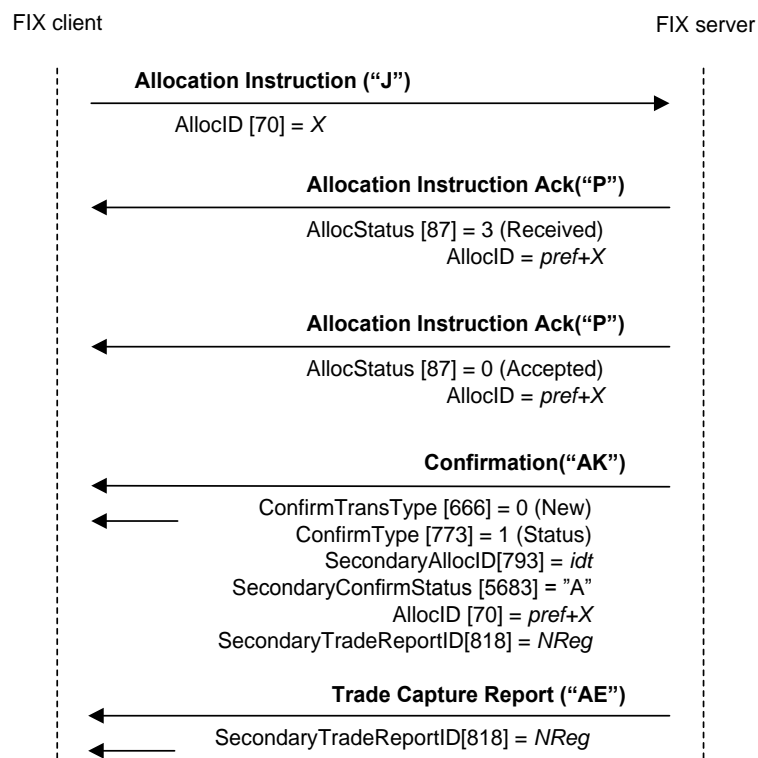 FIX client
FIX server
Allocation Instruction (“J”)
AllocID [70] = X
Allocation Instruction Ack(“P”)
AllocStatus [87] = 3 (Received)
AllocID = pref+X
Allocation Instruction Ack(“P”)
AllocStatus [87] = 0 (Accepted)
AllocID = pref+X
Confirmation(“AK”)
ConfirmTransType [666] = 0 (New)
ConfirmType [773] = 1 (Status)
SecondaryAllocID[793] = idt
SecondaryConfirmStatus [5683] = ”A”
AllocID [70] = pref+X
SecondaryTradeReportID[818] = NReg
Trade Capture Report (“AE”)
SecondaryTradeReportID[818] = NReg